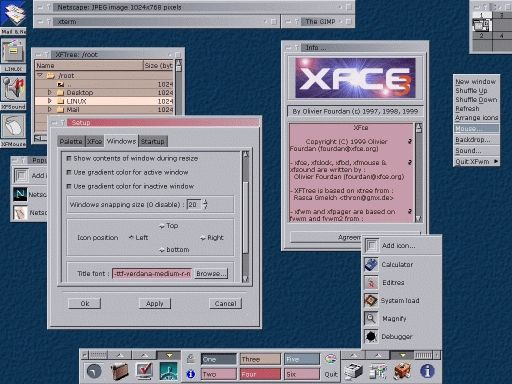 Netscape: JPEG image 1024x768 pixels
xterm
The GIMP
Mail & Ne
LINUX
XFSound
XFMouse
XFTree: /root
Name
Size (byt
/root
..
1024
Desktop
1024
LINUX
1024
Mail
1024
Popu
Add i
Netsc
Netsc
Setup
Palette
XFce
Windows
Startup
Show contents of window during resize
Use gradient color for active window
Use gradient color for inactive window
Windows snapping size (0 disable) :
20
Top
Icon position
Left
Right
bottom
Title font :
-ttf-verdana-medium-r-n
Browse...
Ok
Apply
Cancel
Info ...
XFCE 3
By Olivier Fourdan (c) 1997, 1998, 1999
XFce
Copyright (C) 1999 Olivier
Fourdan (fourdan@xfce.org)
- xfce, xfclock, xfbd, xfmouse &
xfsound are written by :
Olivier Fourdan (fourdan@xfce.org)
- XFTree is based on xtree from :
Rasca Gmelch <thron@gmx.de>
- xfwm and xfpager are based on
fvwm and fvwm2 from :
Agreem
1
2
3
4
New window
Shuffle Up
Shuffle Down
Refresh
Arrange icons
Mouse...
Backdrop...
Sound...
Quit XFwm
Add icon...
Calculator
Editres
System load
Magnify
Debugger
One
Three
Five
Two
Four
Six
Quit